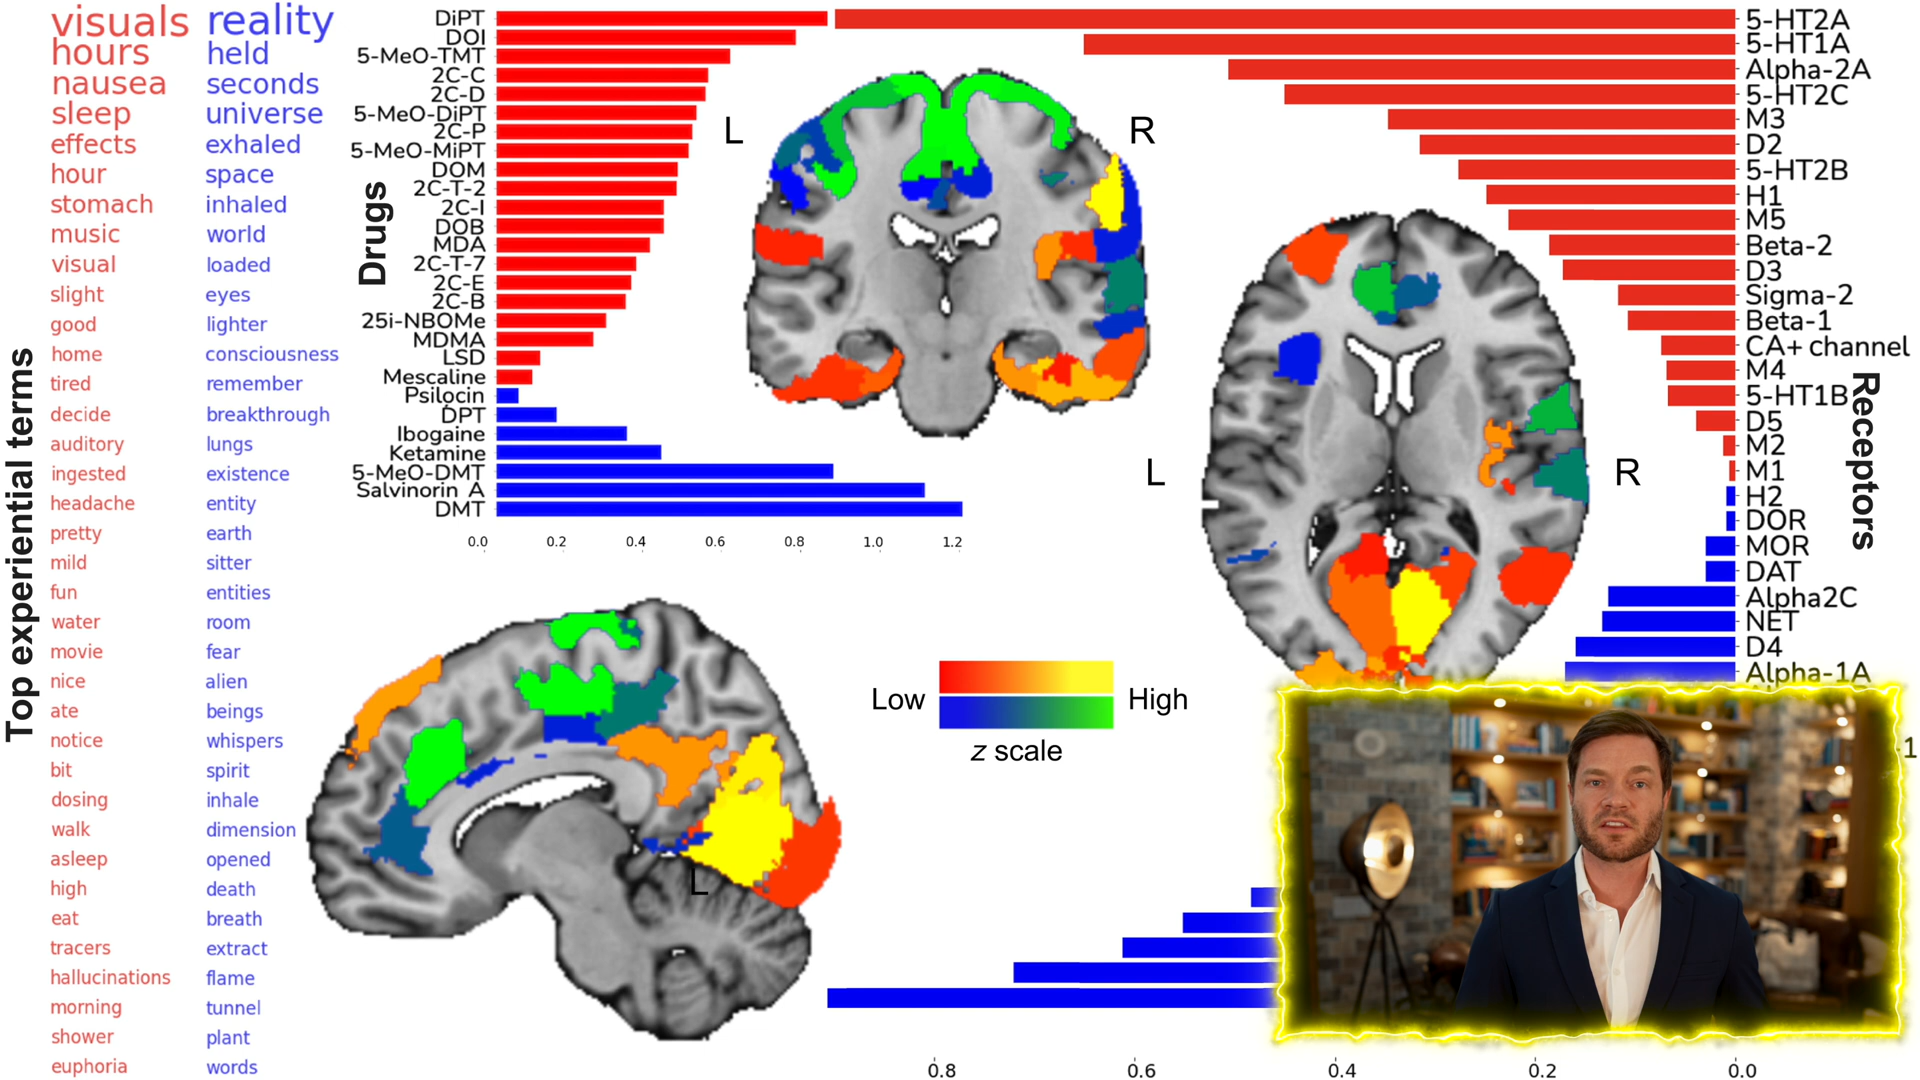 Top experiential terms
visuals
hours
nausea
sleep
effects
hour
stomach
music
visual
slight
good
home
tired
decide
auditory
ingested
headache
pretty
mild
fun
water
movie
nice
ate
notice
bit
dosing
walk
asleep
high
eat
tracers
hallucinations
morning
shower
euphoria
reality
held
seconds
universe
exhaled
space
inhaled
world
loaded
eyes
lighter
consciousness
remember
breakthrough
lungs
existence
entity
earth
sitter
entities
room
fear
alien
beings
whispers
spirit
inhale
dimension
opened
death
breath
extract
flame
tunnel
plant
words
Drugs
DiPT
DOI
5-MeO-TMT
2C-C
2C-D
5-MeO-DiPT
2C-P
5-MeO-MiPT
DOM
2C-T-2
2C-I
DOB
MDA
2C-T-7
2C-E
2C-B
25i-NBOMe
MDMA
LSD
Mescaline
Psilocin
DPT
Ibogaine
Ketamine
5-MeO-DMT
Salvinorin A
DMT
0.0 0.2 0.4 0.6 0.8 1.0 1.2
L R
L R
L
Low High
z scale
5-HT2A
5-HT1A
Alpha-2A
5-HT2C
M3
D2
5-HT2B
H1
M5
Beta-2
D3
Sigma-2
Beta-1
CA+ channel
M4
5-HT1B
D5
M2
M1
H2
DOR
MOR
DAT
Alpha2C
NET
D4
Alpha-1A
Receptors
-1
0.8 0.6 0.4 0.2 0.0